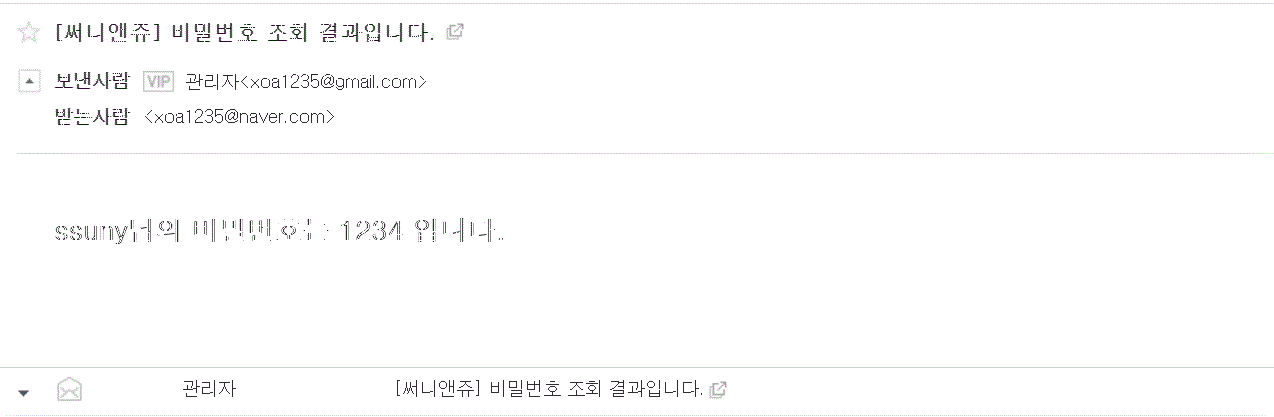 [써니앤쥬] 비밀번호 조회 결과입니다.
보낸사람 VIP 관리자<xoa1235@gmail.com>
받는사람 <xoa1235@naver.com>
ssuny님의 비밀번호는 1234 입니다.
관리자 [써니앤쥬] 비밀번호 조회 결과입니다.